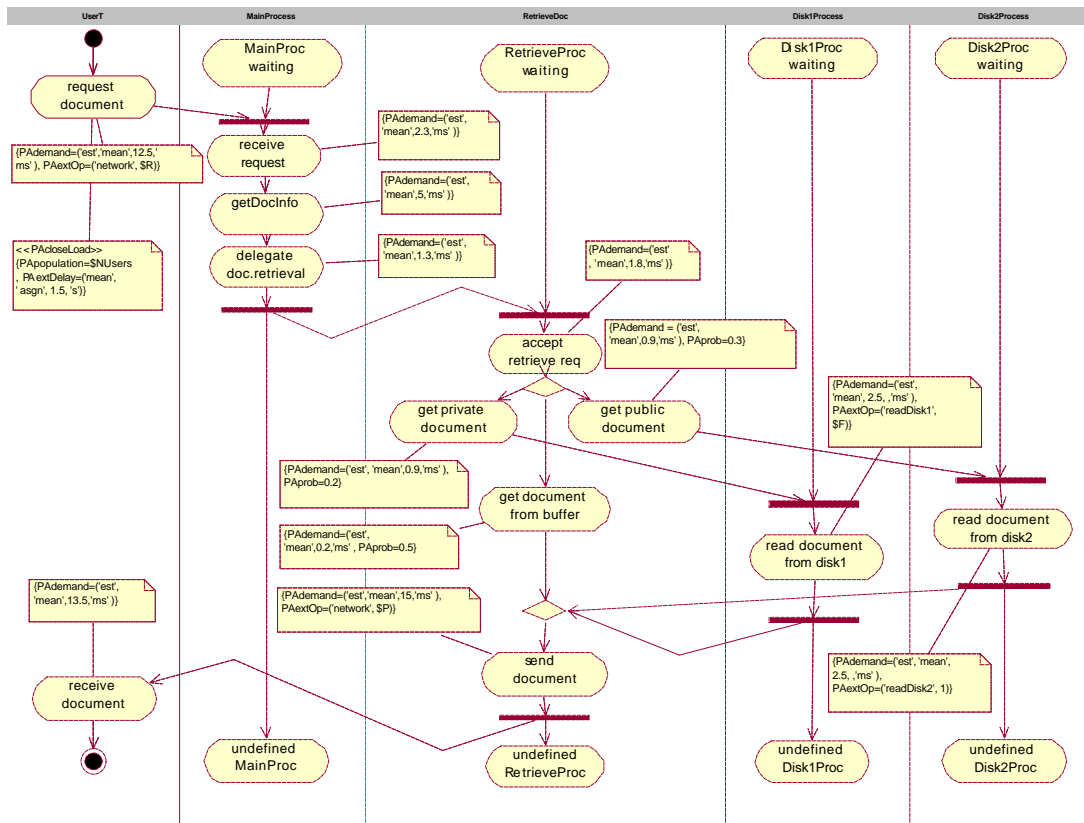 UserT
MainProcess
RetrieveDoc
Disk1Process
Disk2Process
MainProc
waiting
RetrieveProc
waiting
Disk1Proc
waiting
Disk2Proc
waiting
request
document
{PAdemand=('est',
'mean',2.3,'ms' )}
receive
request
{PAdemand=('est','mean',12.5,'
ms' ), PAextOp=('network', $R)}
{PAdemand=('est',
'mean',5,'ms' )}
getDocInfo
<<PAcloseLoad>>
{PApopulation=$NUsers
, PAextDelay=('mean',
'asgn', 1.5, 's')}
delegate
doc.retrieval
{PAdemand=('est',
'mean',1.3,'ms' )}
{PAdemand=('est'
, 'mean',1.8,'ms' )}
accept
retrieve req
{PAdemand = ('est',
'mean',0.9,'ms' ), PAprob=0.3}
get private
document
get public
document
{PAdemand=('est',
'mean', 2.5, ,'ms' ),
PAextOp=('readDisk1',
$F)}
{PAdemand=('est', 'mean',0.9,'ms' ),
PAprob=0.2}
get document
from buffer
{PAdemand=('est',
'mean',0.2,'ms' , PAprob=0.5)}
read document
from disk1
read document
from disk2
{PAdemand=('est',
'mean',13.5,'ms' )}
{PAdemand=('est','mean',15,'ms' ),
PAextOp=('network', $P)}
send
document
{PAdemand=('est', 'mean',
2.5, ,'ms' ),
PAextOp=('readDisk2', 1)}
receive
document
undefined
MainProc
undefined
RetrieveProc
undefined
Disk1Proc
undefined
Disk2Proc